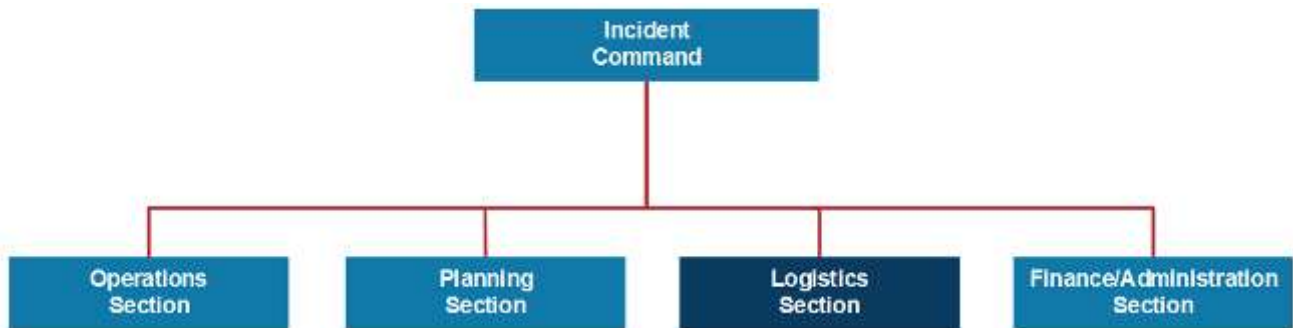 Incident
Command
Operations
Section
Planning
Section
Logistics
Section
Finance/Administration
Section